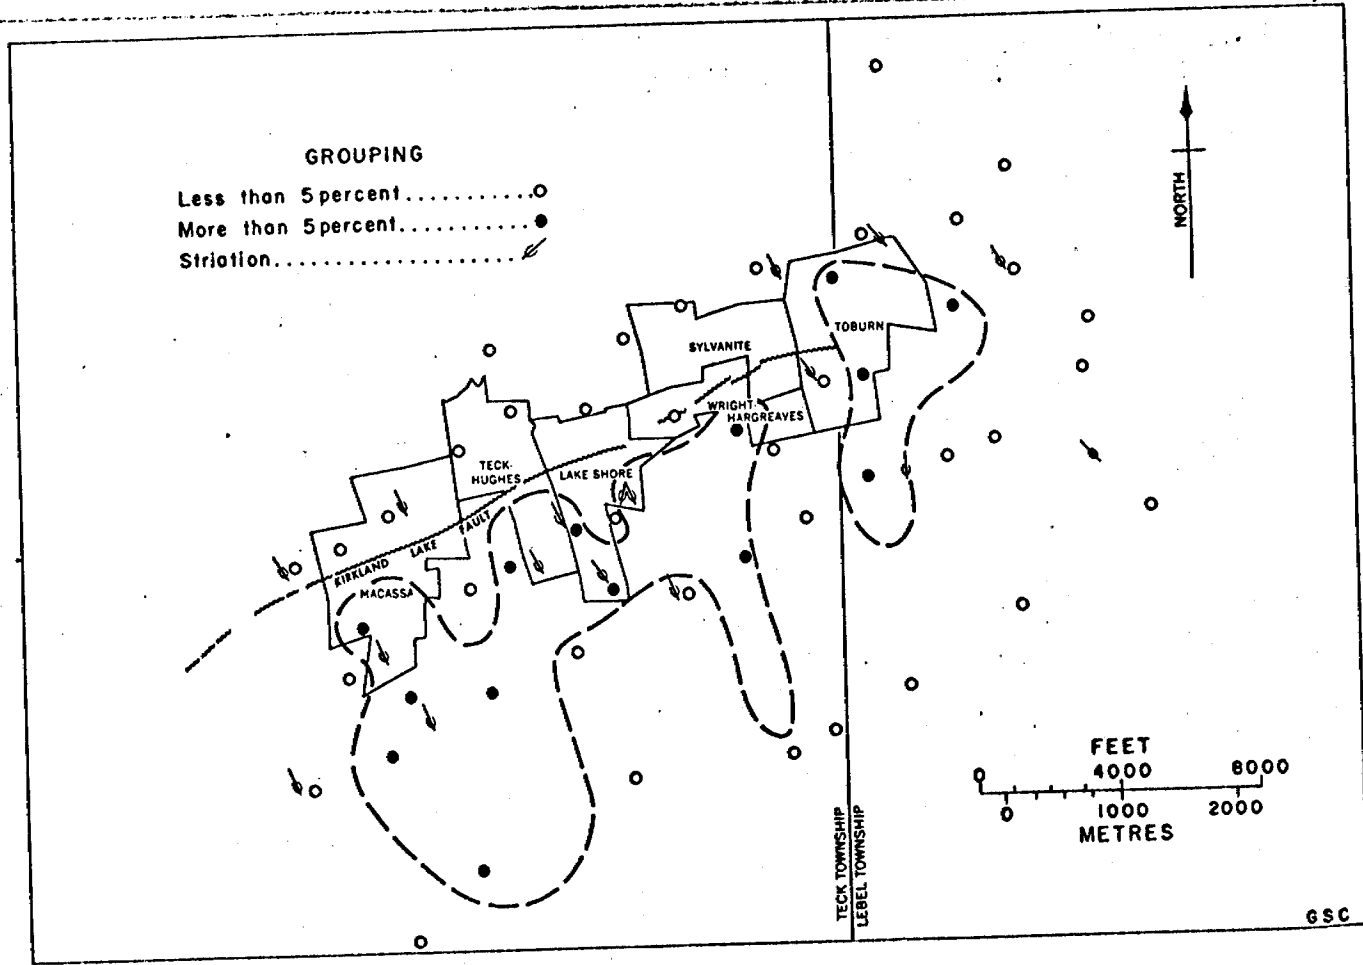 GROUPING
Less than 5 percent...........
More than 5 percent...........
Striation....................
NORTH
TOBURN
SYLVANITE
WRIGHT-
HARGREAVES
TECK-
HUGHES
LAKE SHORE
KIRKLAND LAKE FAULT
MACASSA
FEET
0 4000 8000
0 1000 2000
METRES
TECK TOWNSHIP
LEBEL TOWNSHIP
GSC